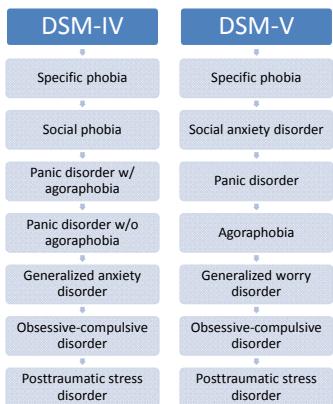 DSM-IV
Specific phobia
Social phobia
Panic disorder w/
agoraphobia
Panic disorder w/o
agoraphobia
Generalized anxiety
disorder
Obsessive-compulsive
disorder
Posttraumatic stress
disorder
DSM-V
Specific phobia
Social anxiety disorder
Panic disorder
Agoraphobia
Generalized worry
disorder
Obsessive-compulsive
disorder
Posttraumatic stress
disorder